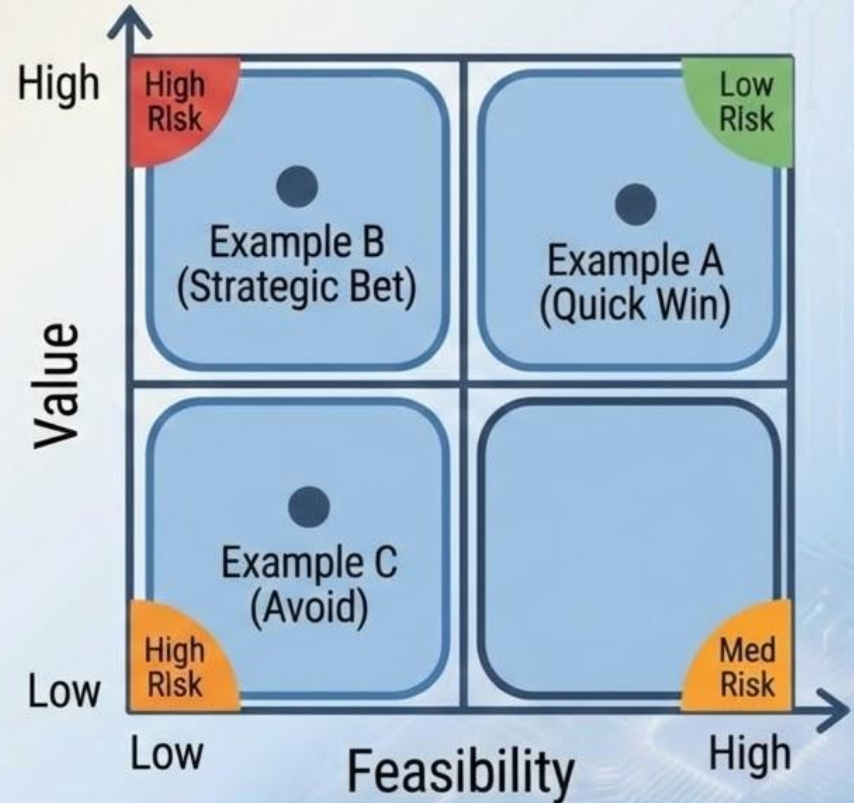 High
High
RIsk
Low
Risk
Example B
(Strategic Bet)
Example A
(Quick Win)
Value
Example C
(Avoid)
High
RIsk
Med
Risk
Low
Low
Feasibility
High